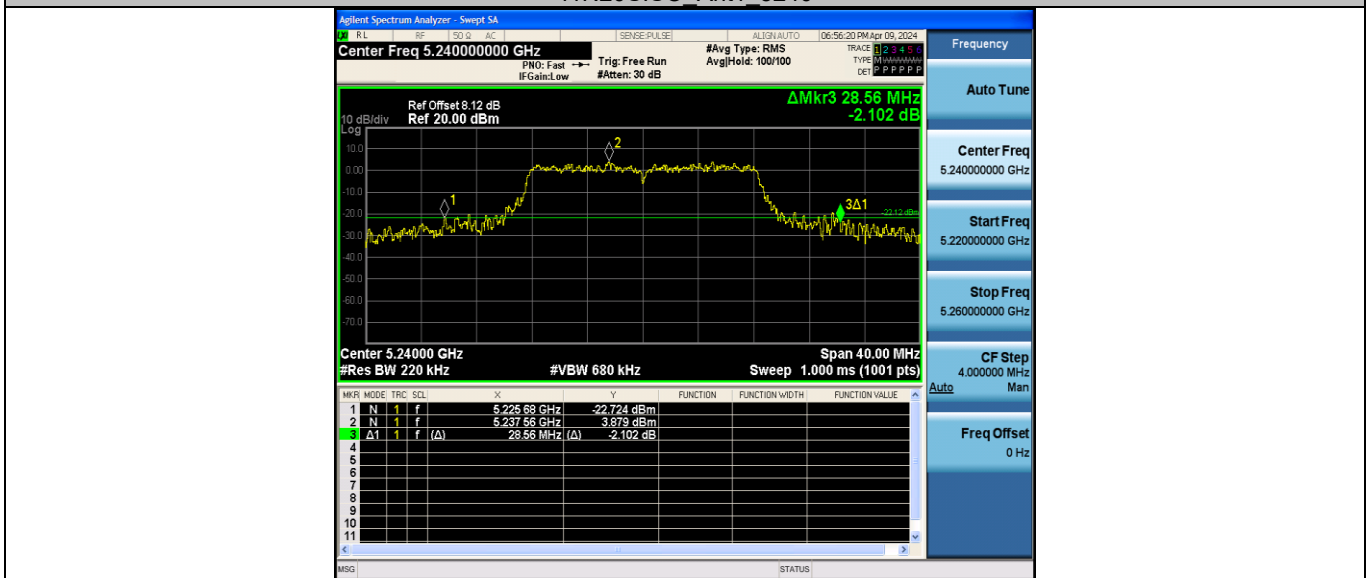 Agilent Spectrum Analyzer - Swept SA
RL RF 50 Ω AC SENSE:PULSE ALIGN AUTO 06:56:20 PM Apr 09, 2024
Center Freq 5.240000000 GHz
PNO: Fast
IFGain:Low
Trig: Free Run
#Atten: 30 dB
#Avg Type: RMS
Avg|Hold: 100/100
TRACE 1 2 3 4 5 6
TYPE M
DET P P P P P P
Frequency
Auto Tune
Center Freq
5.240000000 GHz
Start Freq
5.220000000 GHz
Stop Freq
5.260000000 GHz
CF Step
4.000000 MHz
Auto Man
Freq Offset
0 Hz
ΔMkr3 28.56 MHz
-2.102 dB
Ref Offset 8.12 dB
10 dB/div Ref 20.00 dBm
Log
10.0
0.00
-10.0
-20.0
-30.0
-40.0
-50.0
-60.0
-70.0
1
2
3Δ1
-22.12 dBm
Center 5.24000 GHz Span 40.00 MHz
#Res BW 220 kHz #VBW 680 kHz Sweep 1.000 ms (1001 pts)
MKR MODE TRC SCL X Y FUNCTION FUNCTION WIDTH FUNCTION VALUE
1 N 1 f 5.225 68 GHz -22.724 dBm
2 N 1 f 5.237 56 GHz 3.879 dBm
3 Δ1 1 f (Δ) 28.56 MHz (Δ) -2.102 dB
4
5
6
7
8
9
10
11
MSG STATUS